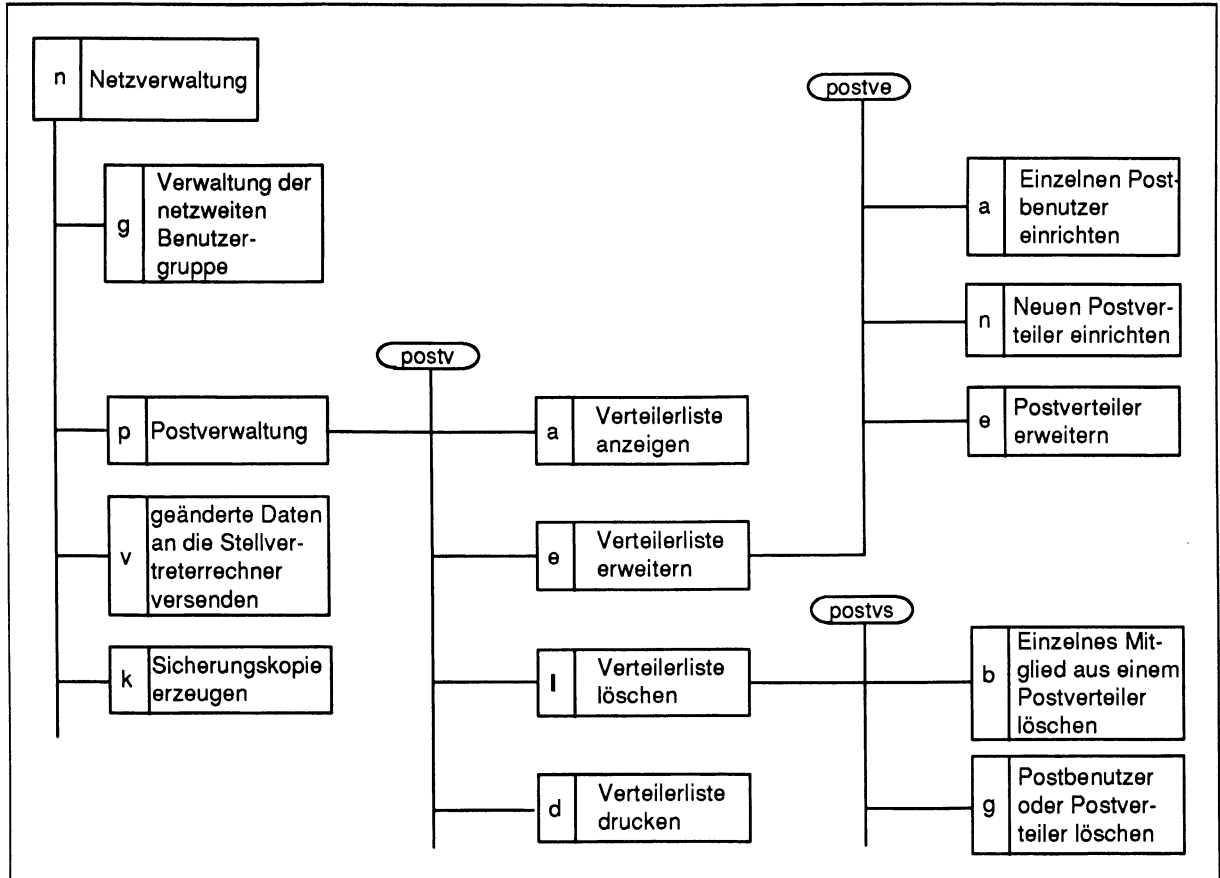 n Netzverwaltung
g
Verwaltung der
netzweiten
Benutzer-
gruppe
p Postverwaltung
v
geänderte Daten
an die Stellver-
treterrechner
versenden
k
Sicherungskopie
erzeugen
postv
a
Verteilerliste
anzeigen
e
Verteilerliste
erweitern
l
Verteilerliste
löschen
d
Verteilerliste
drucken
postve
a
Einzelnen Post-
benutzer
einrichten
n
Neuen Postver-
teiler einrichten
e
Postverteiler
erweitern
postvs
b
Einzelnes Mit-
glied aus einem
Postverteiler
löschen
g
Postbenutzer
oder Postver-
teiler löschen